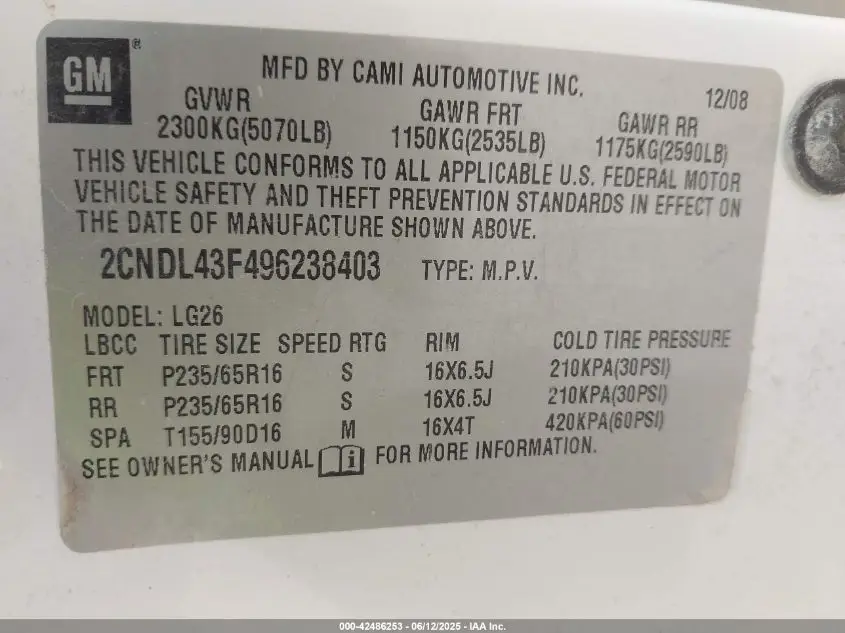 GM®
MFD BY CAMI AUTOMOTIVE INC.
12/08
GVWR GAWR FRT GAWR RR
2300KG(5070LB) 1150KG(2535LB) 1175KG(2590LB)
THIS VEHICLE CONFORMS TO ALL APPLICABLE U.S. FEDERAL MOTOR
VEHICLE SAFETY AND THEFT PREVENTION STANDARDS IN EFFECT ON
THE DATE OF MANUFACTURE SHOWN ABOVE.
2CNDL43F496238403 TYPE: M.P.V.
MODEL: LG26
LBCC TIRE SIZE SPEED RTG RIM COLD TIRE PRESSURE
FRT P235/65R16 S 16X6.5J 210KPA(30PSI)
RR P235/65R16 S 16X6.5J 210KPA(30PSI)
SPA T155/90D16 M 16X4T 420KPA(60PSI)
SEE OWNER'S MANUAL i FOR MORE INFORMATION.
000-42486253 - 06/12/2025 - IAA Inc.